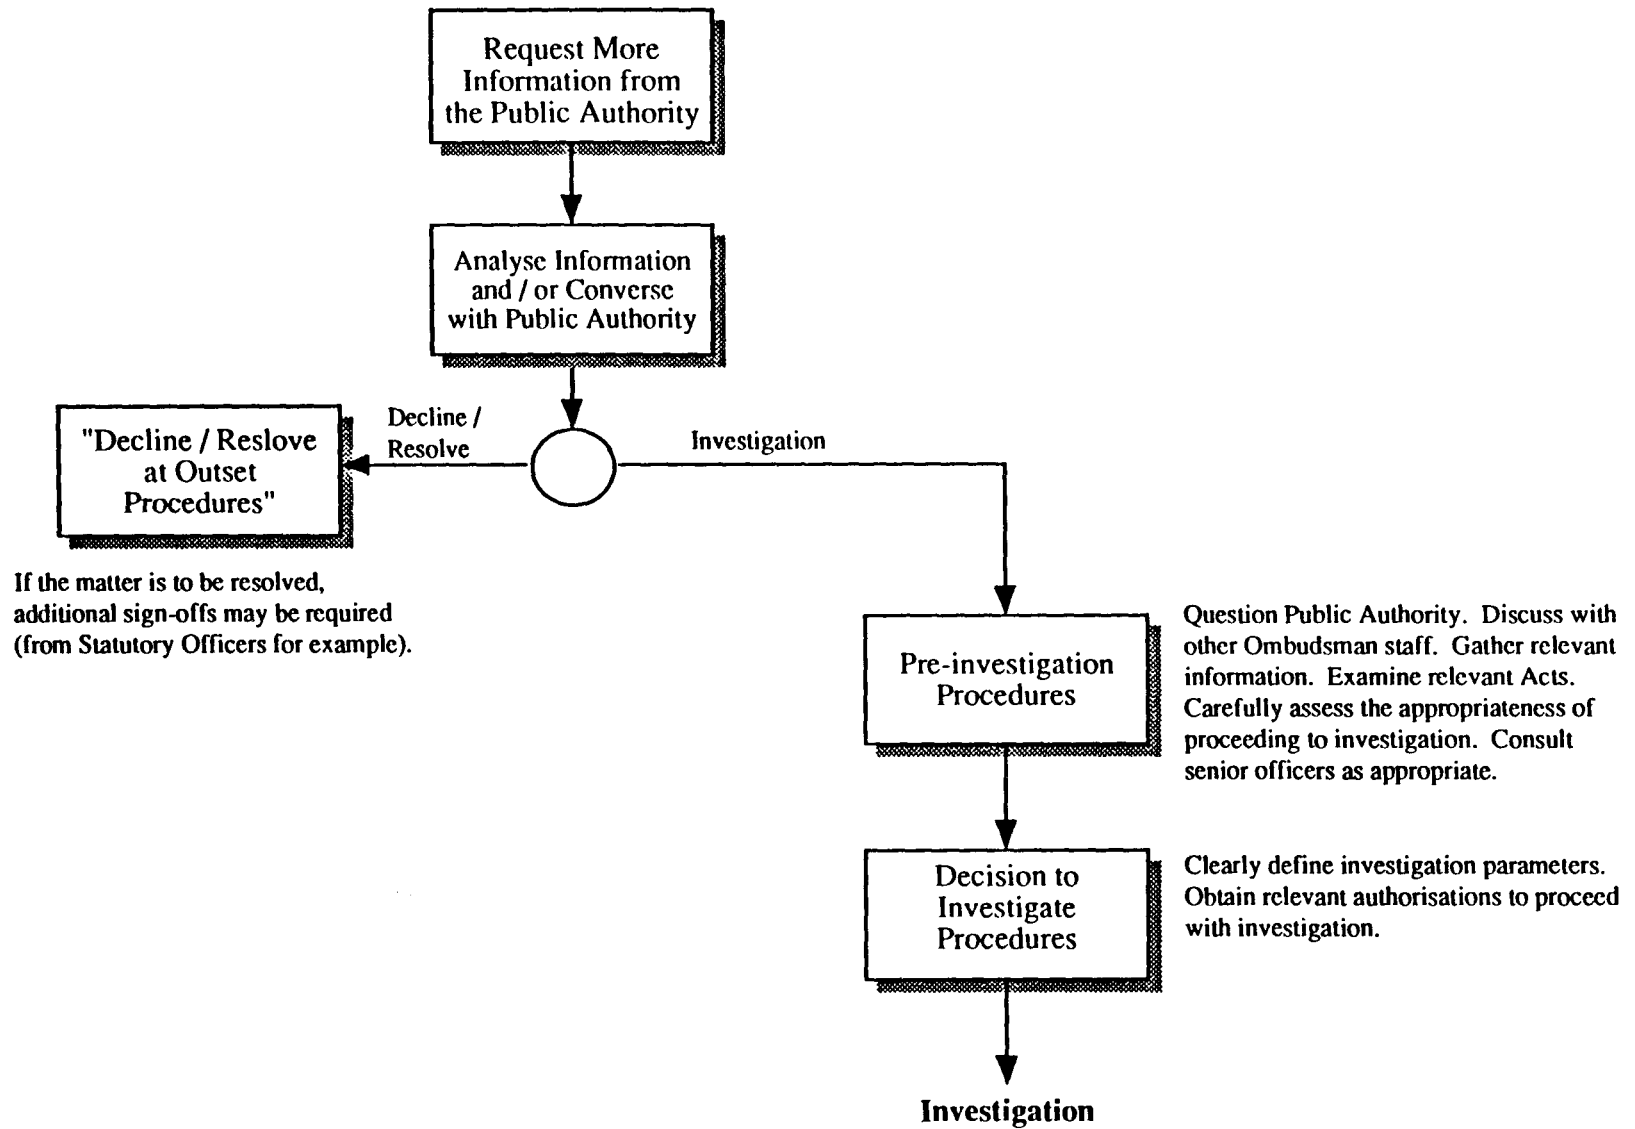 Request More
Information from
the Public Authority
Analyse Information
and / or Converse
with Public Authority
Decline /
Resolve
Investigation
"Decline / Reslove
at Outset
Procedures"
If the matter is to be resolved,
additional sign-offs may be required
(from Statutory Officers for example).
Pre-investigation
Procedures
Question Public Authority. Discuss with
other Ombudsman staff. Gather relevant
information. Examine relevant Acts.
Carefully assess the appropriateness of
proceeding to investigation. Consult
senior officers as appropriate.
Decision to
Investigate
Procedures
Clearly define investigation parameters.
Obtain relevant authorisations to proceed
with investigation.
Investigation